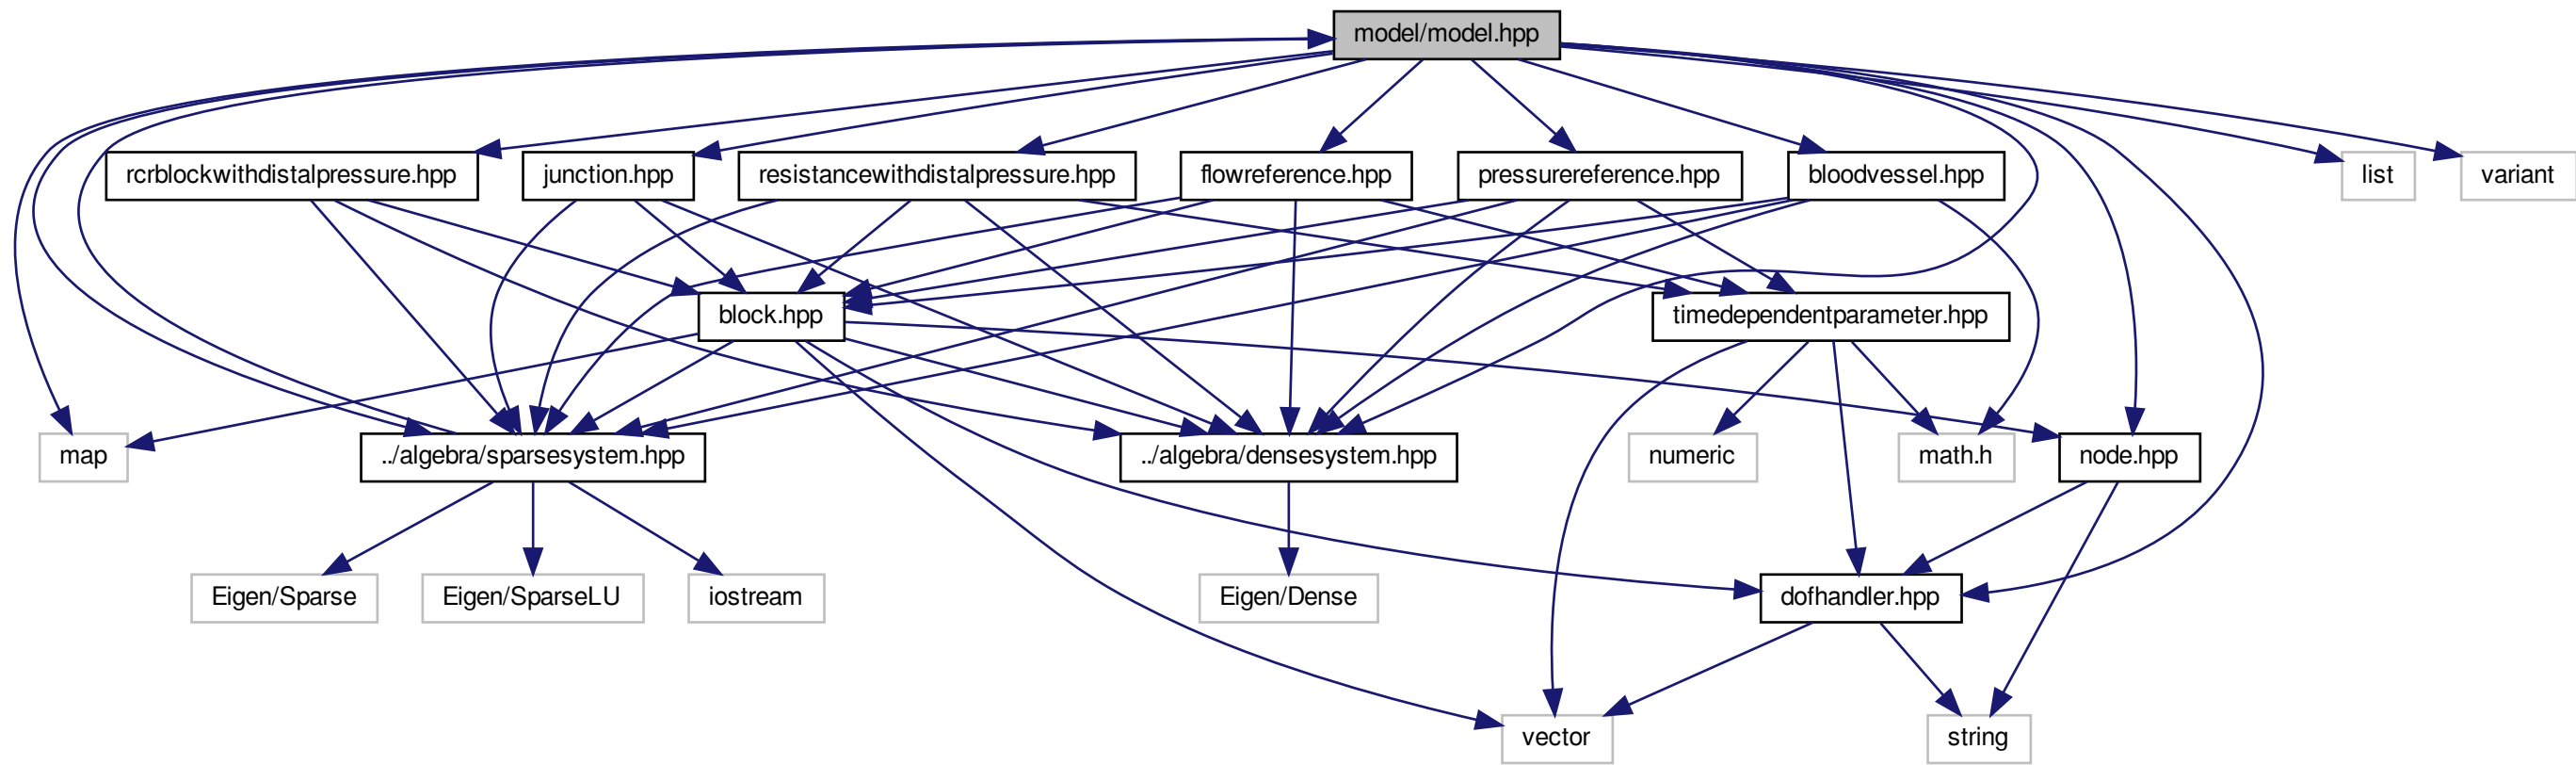 model/model.hpp
rcrblockwithdistalpressure.hpp
junction.hpp
resistancewithdistalpressure.hpp
flowreference.hpp
pressurereference.hpp
bloodvessel.hpp
list
variant
block.hpp
timedependentparameter.hpp
map
../algebra/sparsesystem.hpp
../algebra/densesystem.hpp
numeric
math.h
node.hpp
Eigen/Sparse
Eigen/SparseLU
iostream
Eigen/Dense
dofhandler.hpp
vector
string